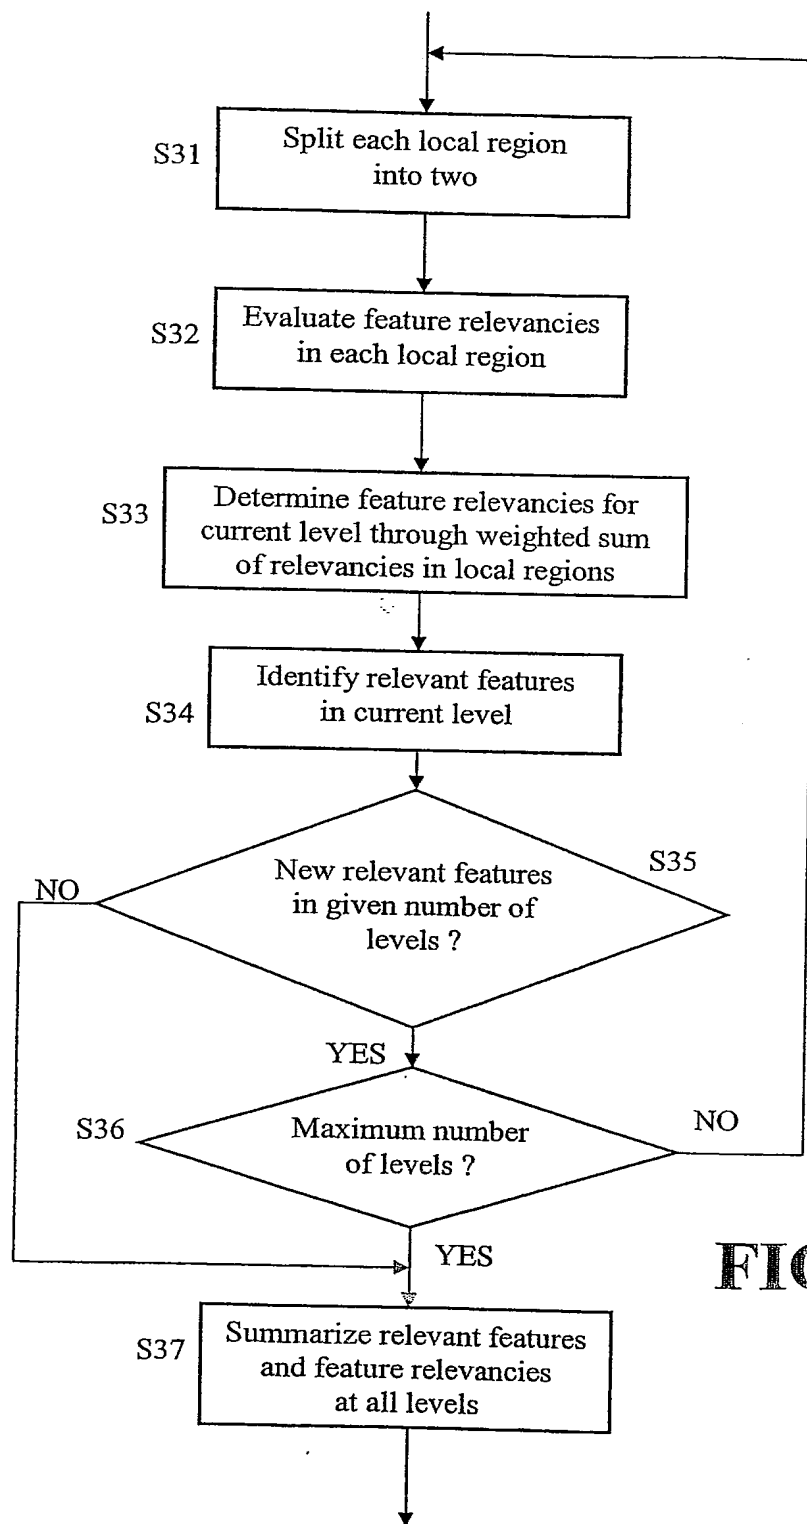 S31
Split each local region
into two
S32
Evaluate feature relevancies
in each local region
S33
Determine feature relevancies for
current level through weighted sum
of relevancies in local regions
S34
Identify relevant features
in current level
S35
New relevant features
in given number of
levels ?
NO
YES
S36
Maximum number
of levels ?
NO
YES
S37
Summarize relevant features
and feature relevancies
at all levels